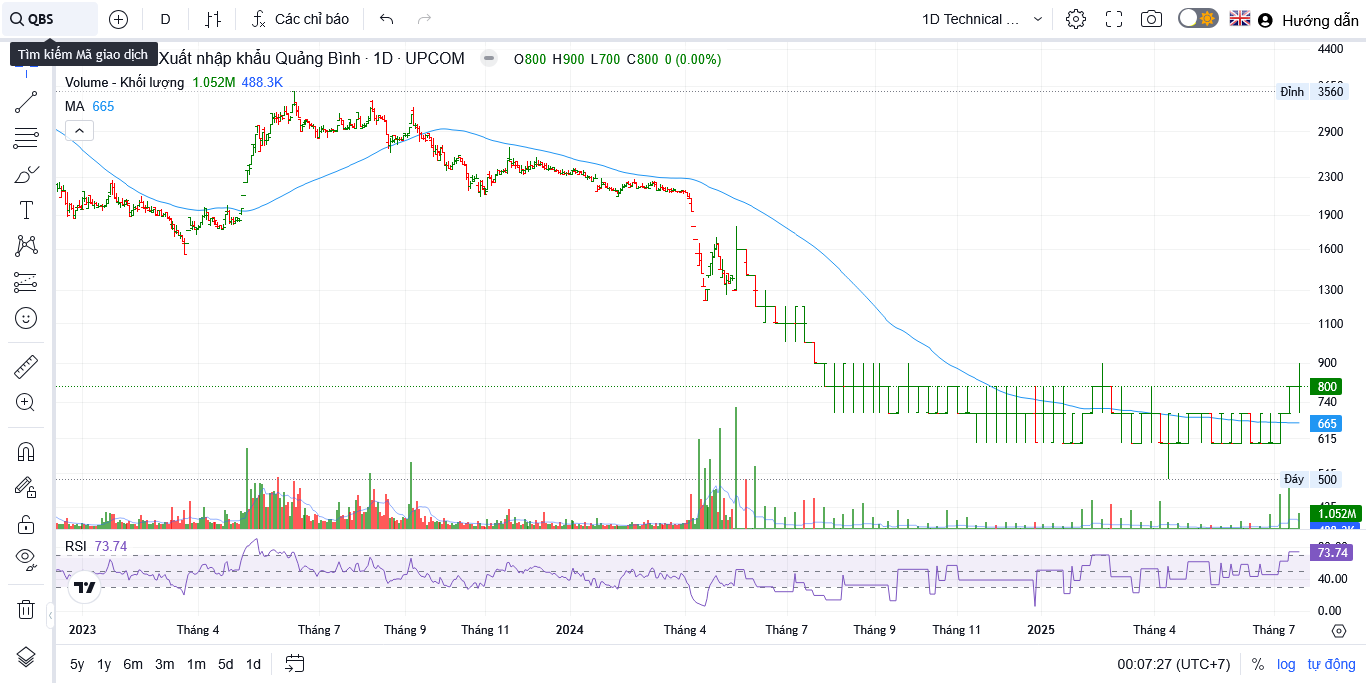 QBS
D
Các chỉ báo
1D Technical ...
Hướng dẫn
Tìm kiếm Mã giao dịch
Xuất nhập khẩu Quảng Bình · 1D · UPCOM
O800 H900 L700 C800 0 (0.00%)
Volume - Khối lượng 1.052M 488.3K
MA 665
4400
Đỉnh 3560
2900
2300
1900
1600
1300
1100
900
800
740
665
615
Đáy 500
1.052M
RSI 73.74
73.74
40.00
0.00
2023 Tháng 4 Tháng 7 Tháng 9 Tháng 11 2024 Tháng 4 Tháng 7 Tháng 9 Tháng 11 2025 Tháng 4 Tháng 7
5y 1y 6m 3m 1m 5d 1d
00:07:27 (UTC+7) % log tự động